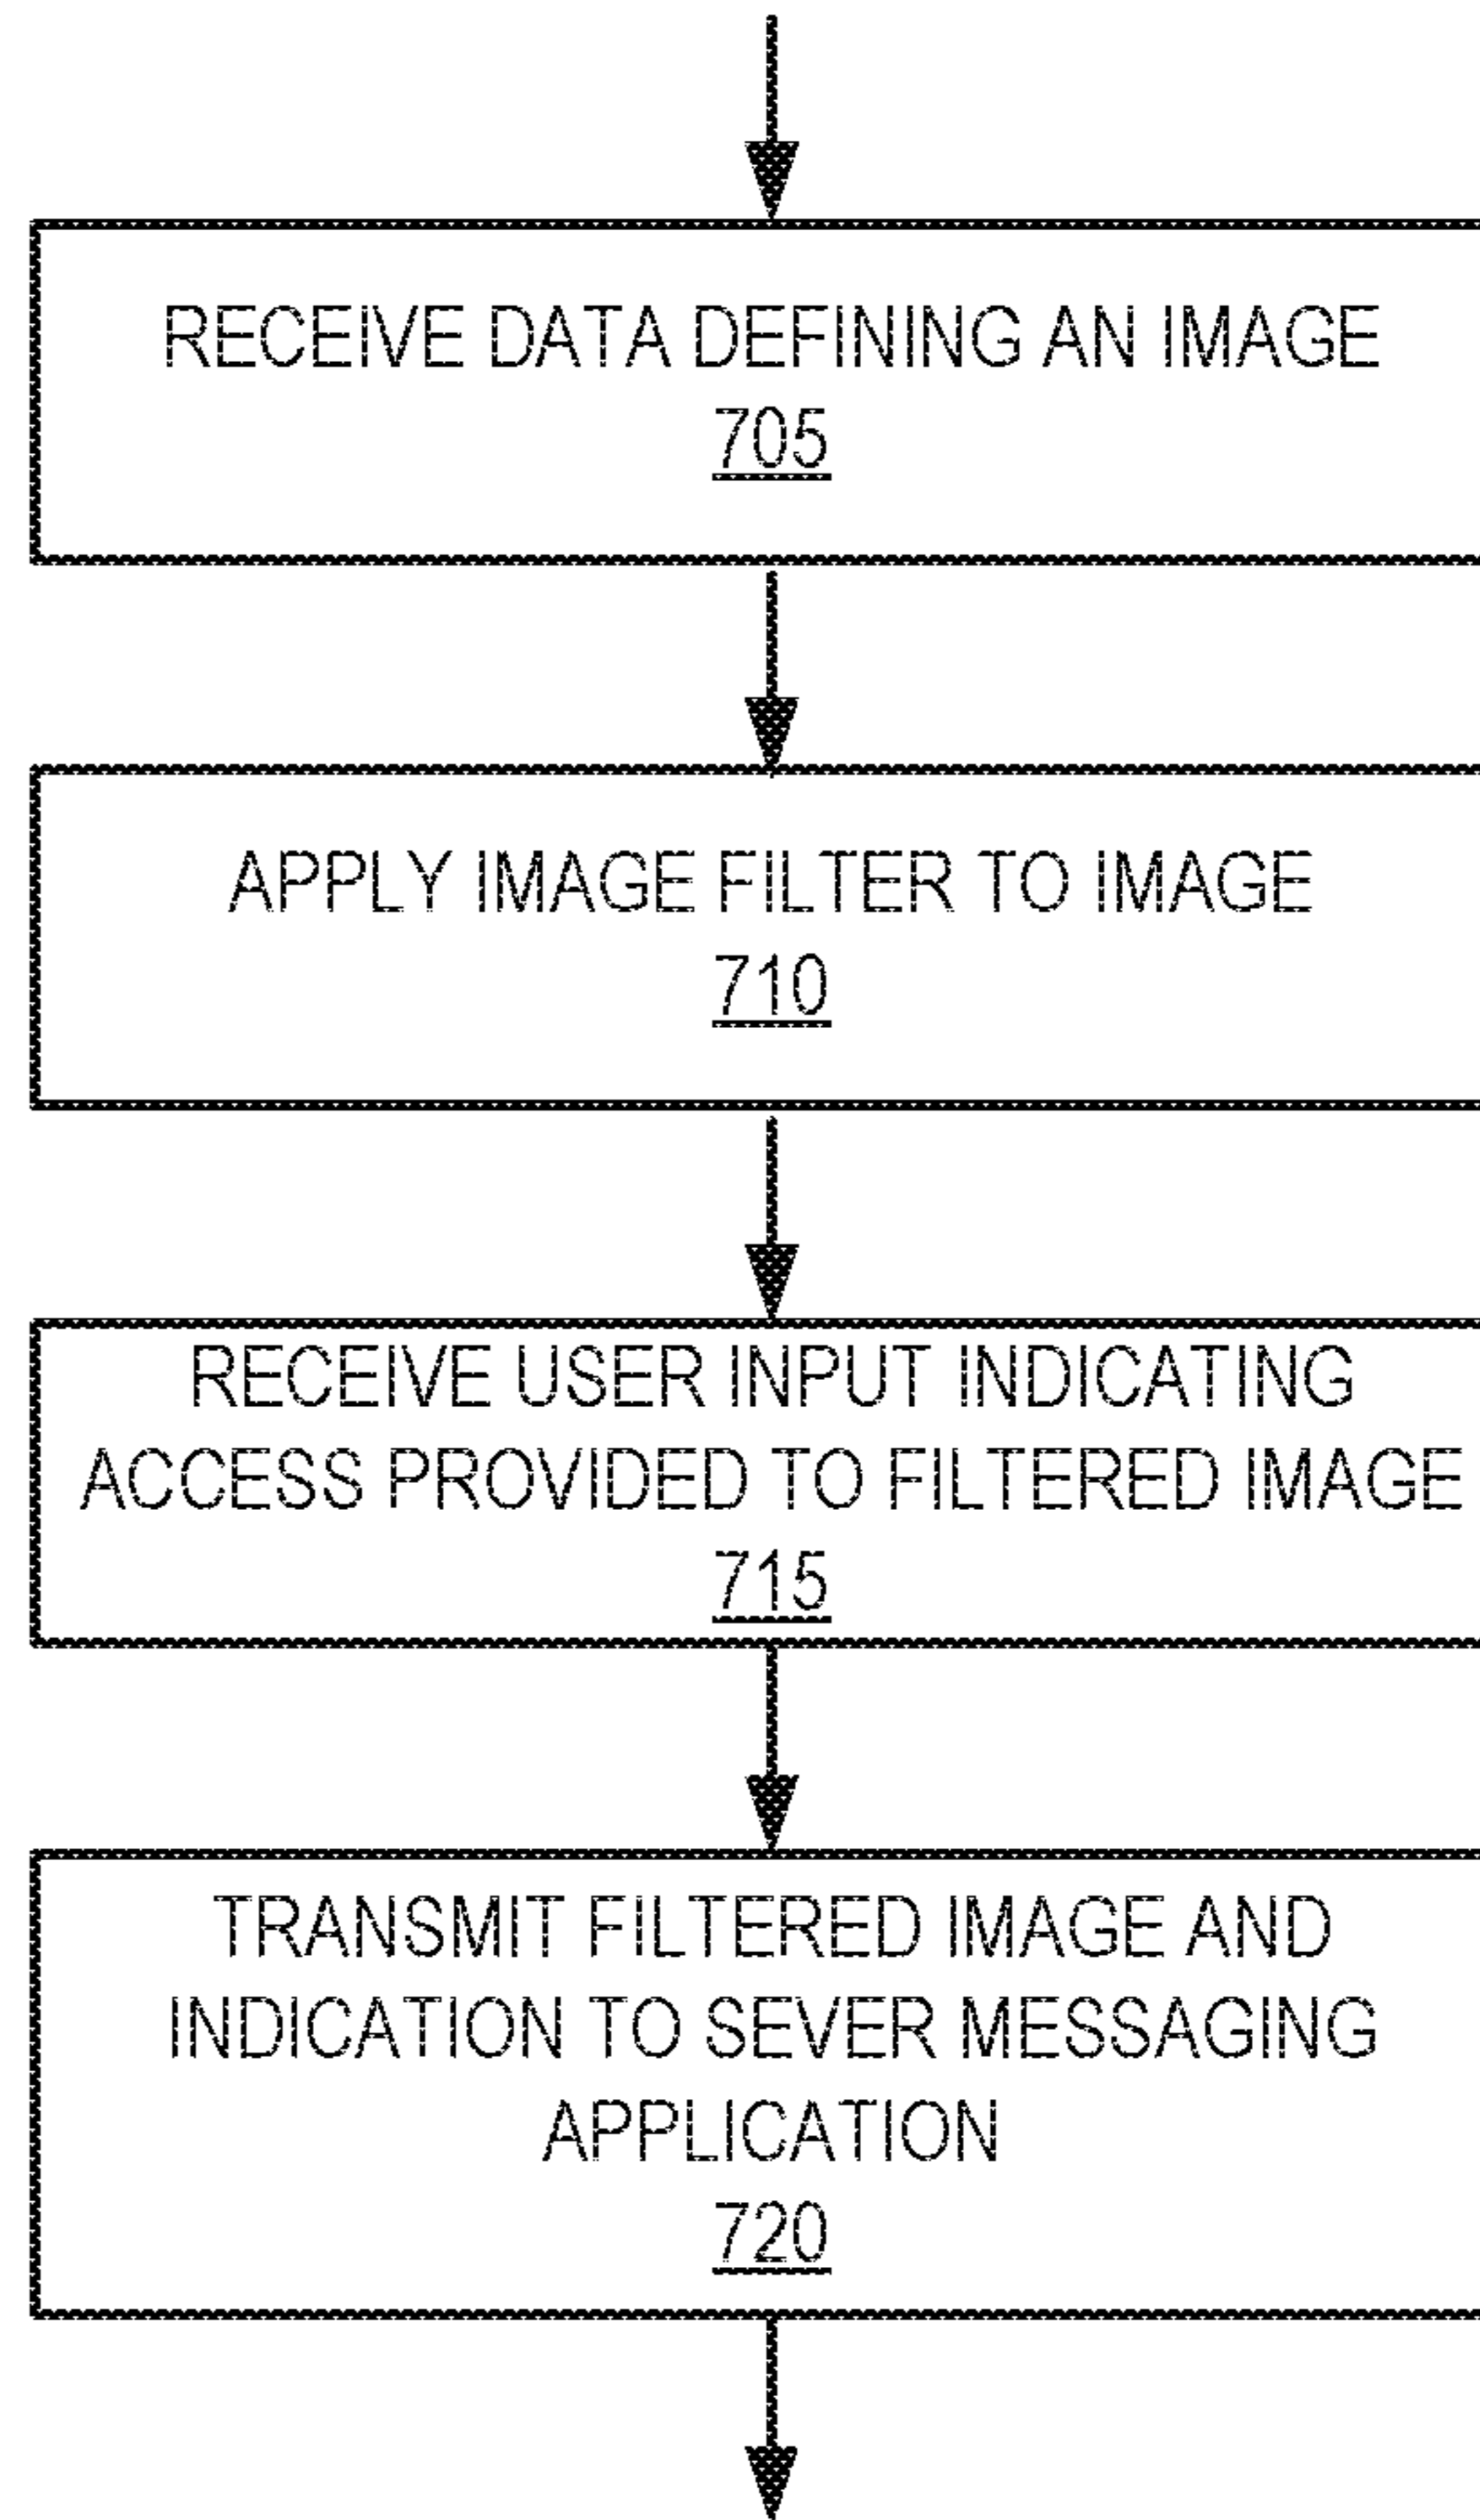 RECEIVE DATA DEFINING AN IMAGE
705
APPLY IMAGE FILTER TO IMAGE
710
RECEIVE USER INPUT INDICATING
ACCESS PROVIDED TO FILTERED IMAGE
715
TRANSMIT FILTERED IMAGE AND
INDICATION TO SEVER MESSAGING
APPLICATION
720